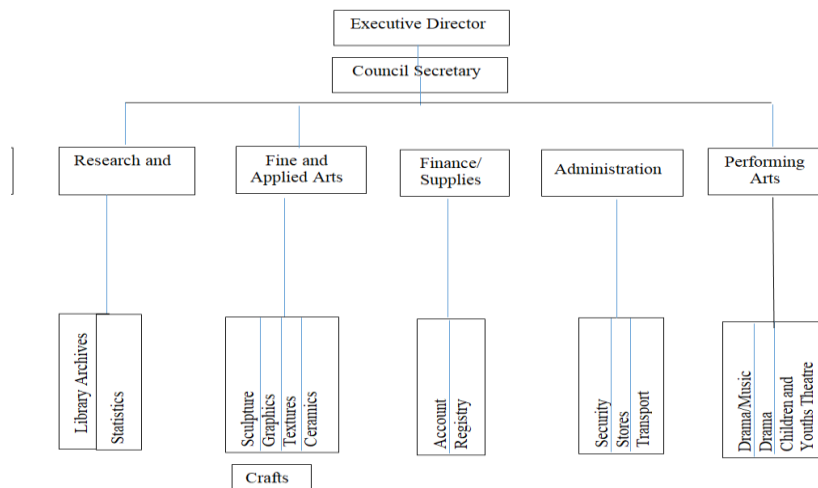 Executive Director
Council Secretary
Research and
Fine and
Applied Arts
Finance/
Supplies
Administration
Performing
Arts
Library Archives
Statistics
Sculpture
Graphics
Textures
Ceramics
Account
Registry
Security
Stores
Transport
Drama/Music
Drama
Children and
Youths Theatre
Crafts